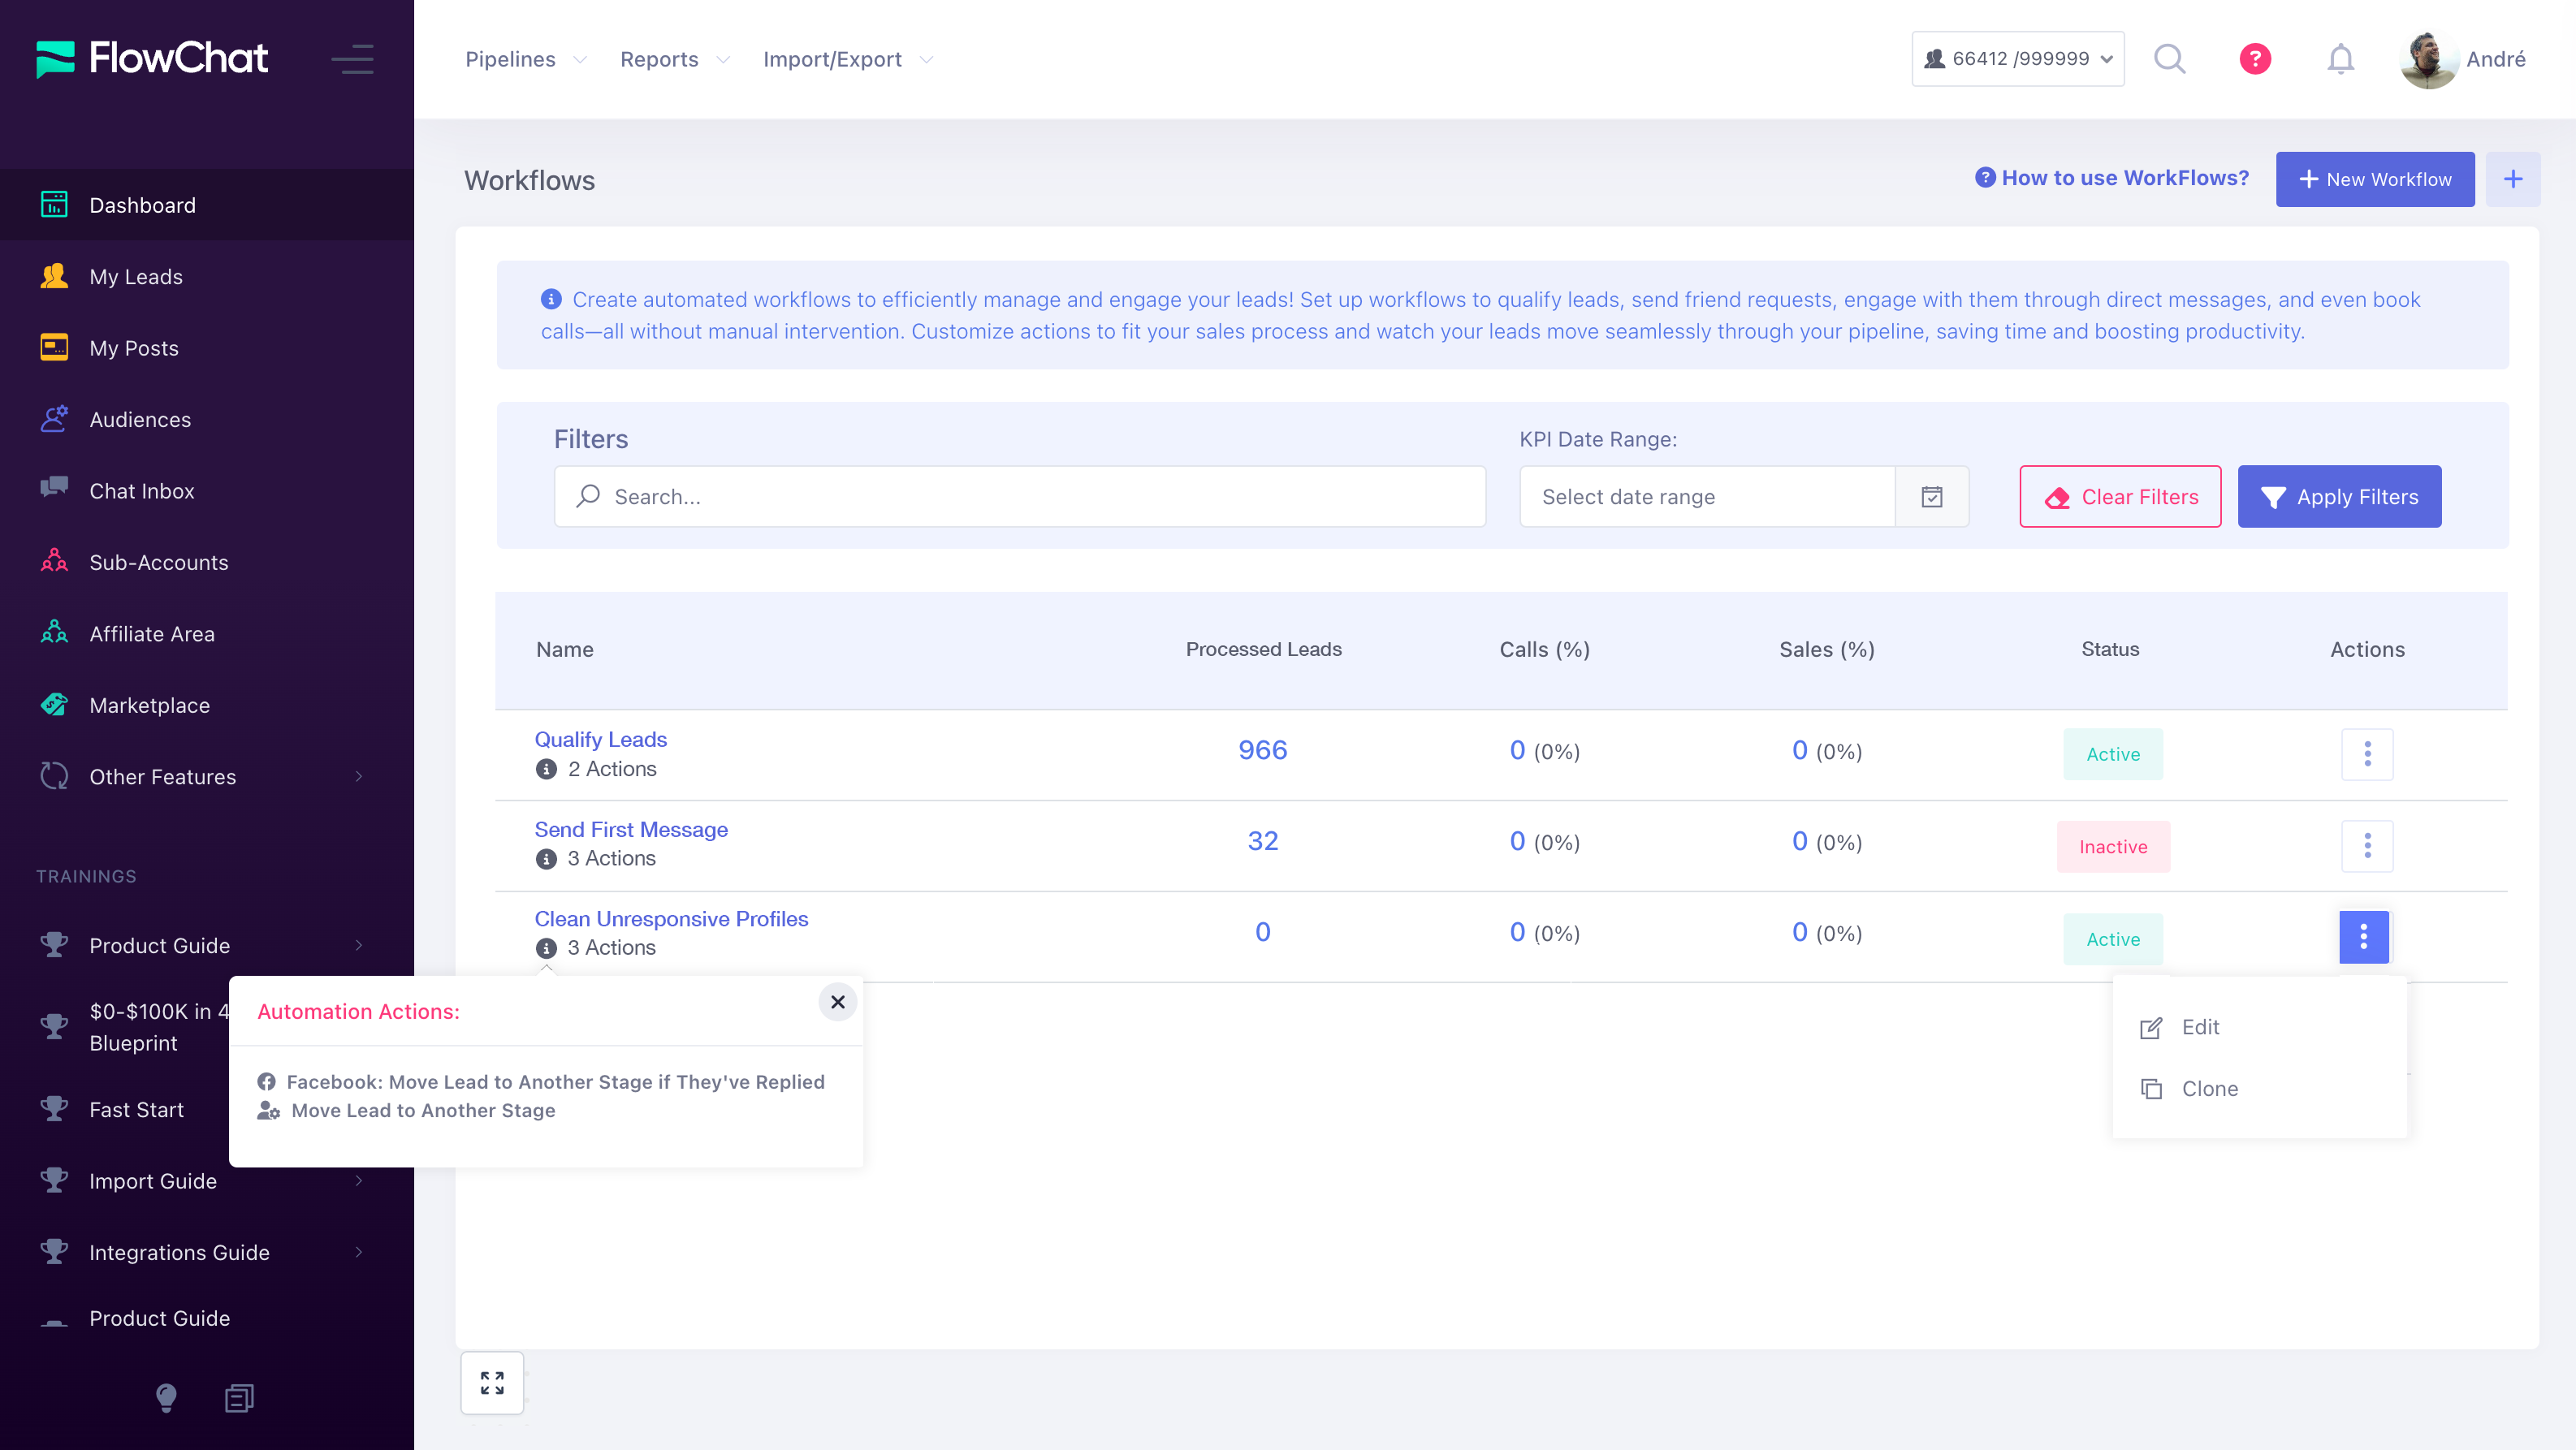 FlowChat
Pipelines
Reports
Import/Export
66412 /999999
?
André
Dashboard
My Leads
My Posts
Audiences
Chat Inbox
Sub-Accounts
Affiliate Area
Marketplace
Other Features
TRAININGS
Product Guide
$0-$100K in 4
Blueprint
Fast Start
Import Guide
Integrations Guide
Product Guide
Workflows
? How to use WorkFlows?
+ New Workflow
+
Create automated workflows to efficiently manage and engage your leads! Set up workflows to qualify leads, send friend requests, engage with them through direct messages, and even book
calls—all without manual intervention. Customize actions to fit your sales process and watch your leads move seamlessly through your pipeline, saving time and boosting productivity.
Filters
KPI Date Range:
Search...
Select date range
Clear Filters
Apply Filters
Name
Processed Leads
Calls (%)
Sales (%)
Status
Actions
Qualify Leads
2 Actions
966
0 (0%)
0 (0%)
Active
Send First Message
3 Actions
32
0 (0%)
0 (0%)
Inactive
Clean Unresponsive Profiles
3 Actions
0
0 (0%)
0 (0%)
Active
Automation Actions:
Facebook: Move Lead to Another Stage if They've Replied
Move Lead to Another Stage
Edit
Clone